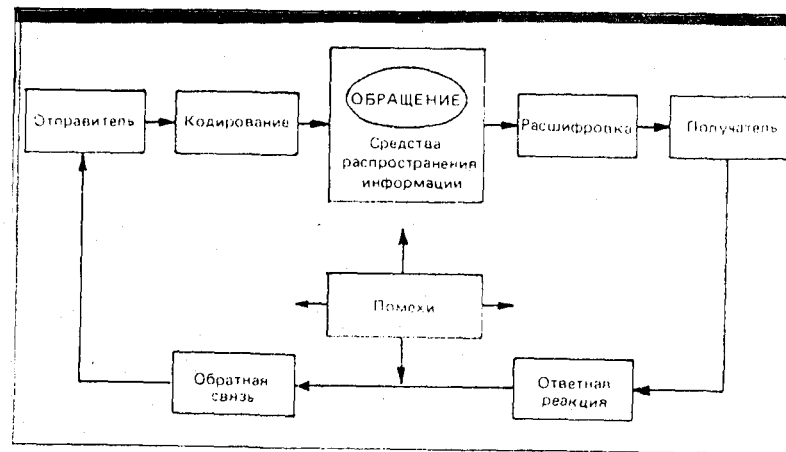 Отправитель
Кодирование
ОБРАЩЕНИЕ
Средства
распространения
информации
Расшифровка
Получатель
Помехи
Обратная
связь
Ответная
реакция